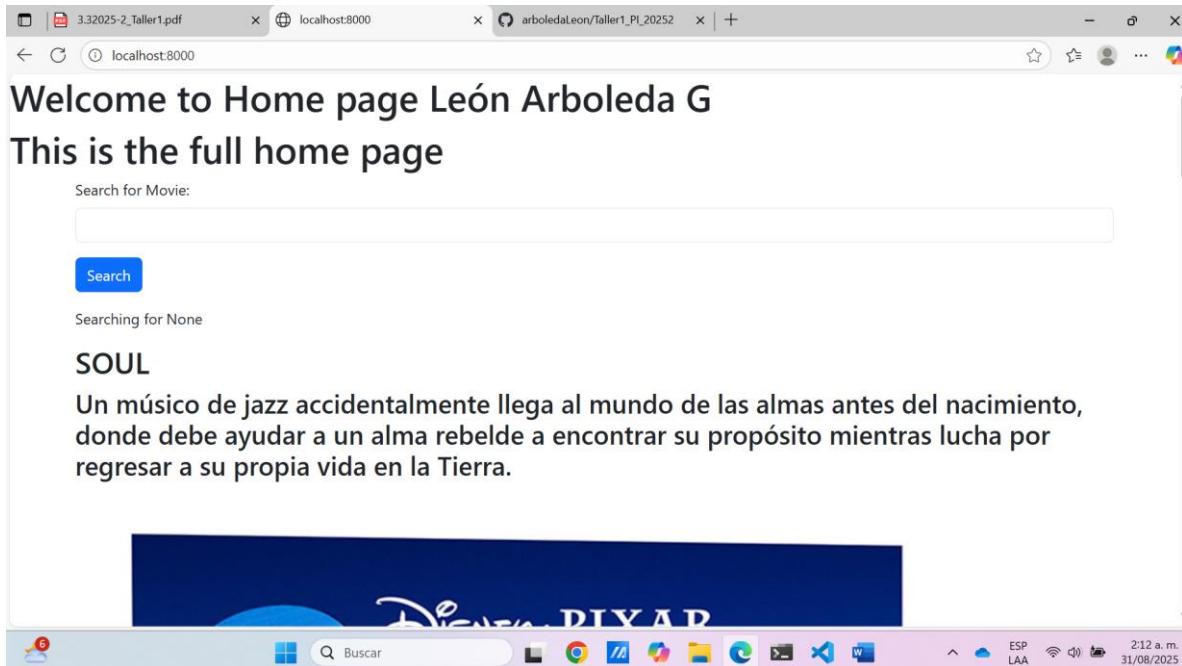 3.32025-2_Taller1.pdf
localhost:8000
arboledaLeon/Taller1_PI_20252
localhost:8000
Welcome to Home page León Arboleda G
This is the full home page
Search for Movie:
Search
Searching for None
SOUL
Un músico de jazz accidentalmente llega al mundo de las almas antes del nacimiento,
donde debe ayudar a un alma rebelde a encontrar su propósito mientras lucha por
regresar a su propia vida en la Tierra.
DISNEY PIXAR
6
Buscar
ESP
LAA
2:12 a. m.
31/08/2025